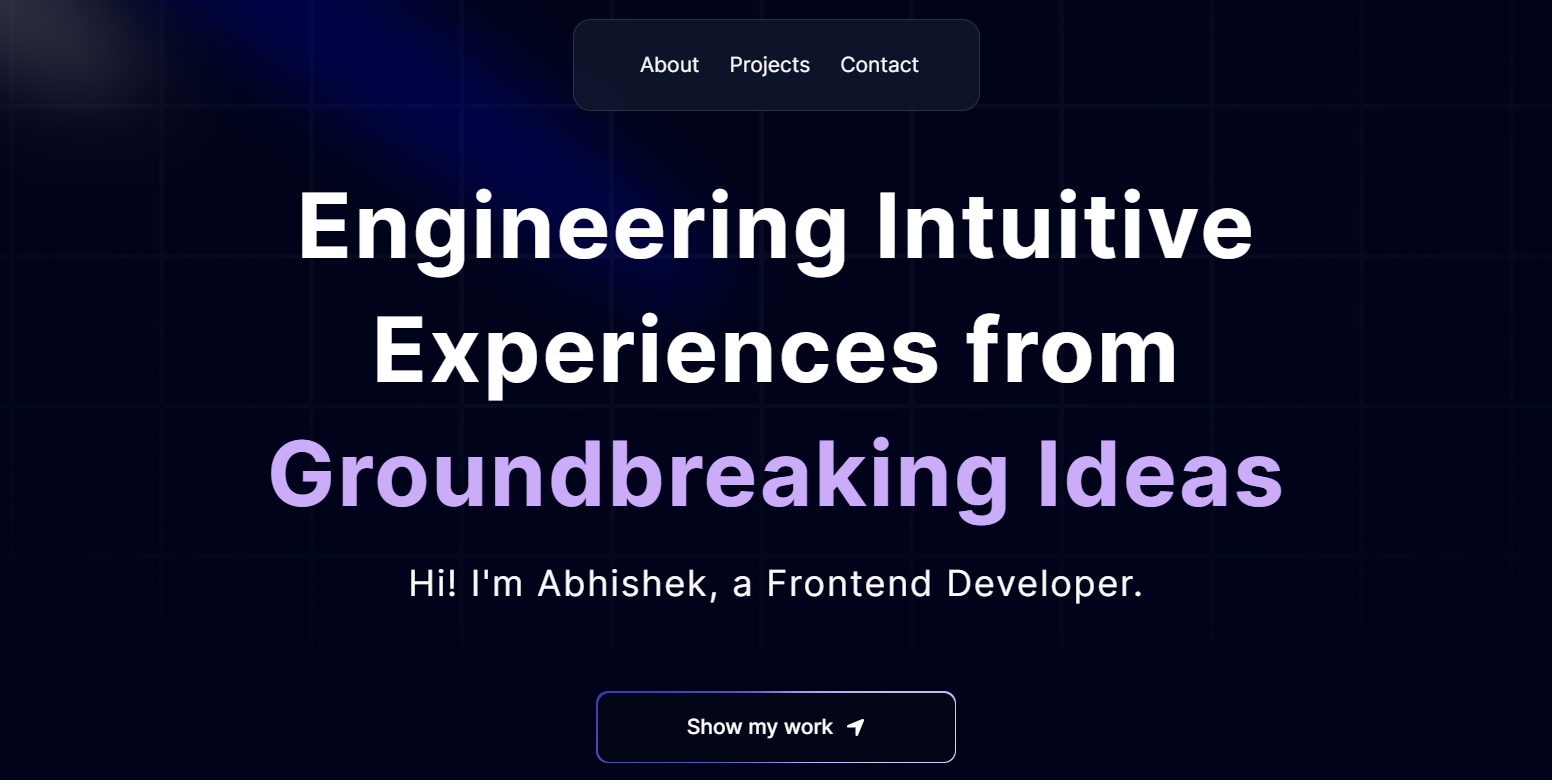 About Projects Contact
Engineering Intuitive
Experiences from
Groundbreaking Ideas
Hi! I'm Abhishek, a Frontend Developer.
Show my work